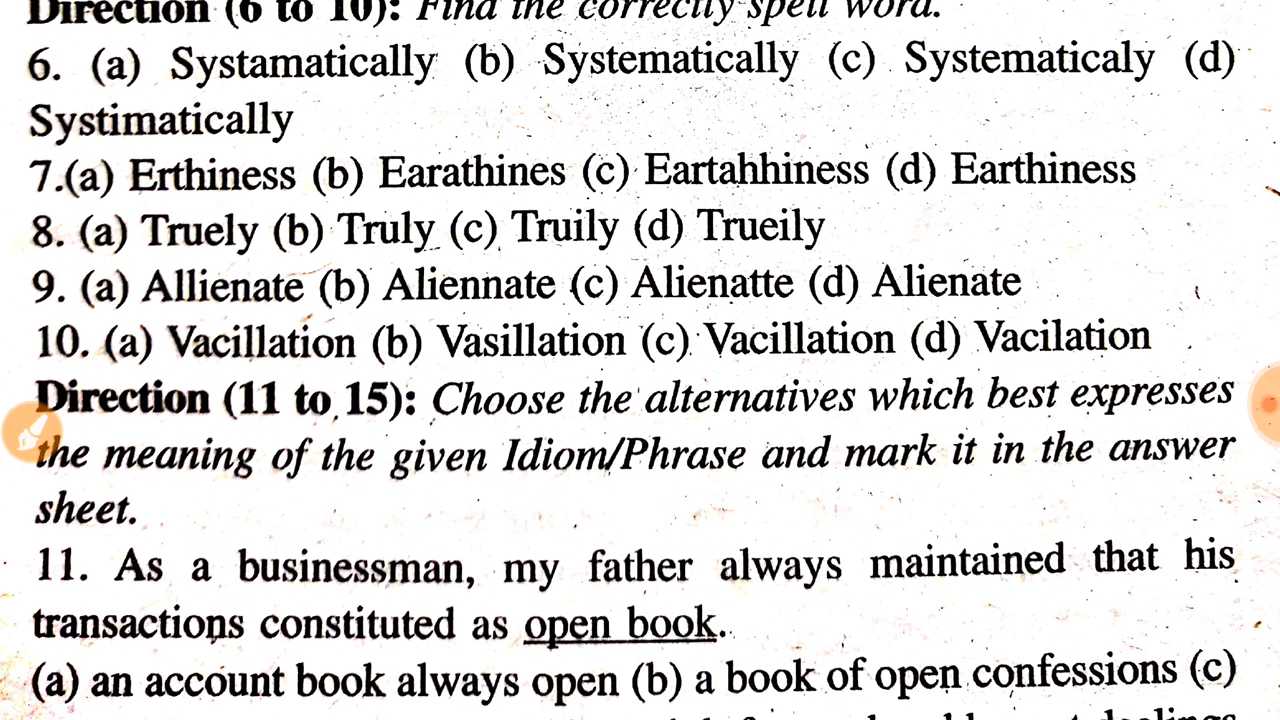 Direction (6 to 10): Find the correctly spell word.
6. (a) Systamatically (b) Systematically (c) Systematicaly (d)
Systimatically
7.(a) Erthiness (b) Earathines (c) Eartahhiness (d) Earthiness
8. (a) Truely (b) Truly (c) Truily (d) Trueily
9. (a) Allienate (b) Aliennate (c) Alienatte (d) Alienate
10. (a) Vacillation (b) Vasillation (c) Vacillation (d) Vacilation
Direction (11 to 15): Choose the alternatives which best expresses
the meaning of the given Idiom/Phrase and mark it in the answer
sheet.
11. As a businessman, my father always maintained that his
transactions constituted as open book.
(a) an account book always open (b) a book of open confessions (c)
dealings